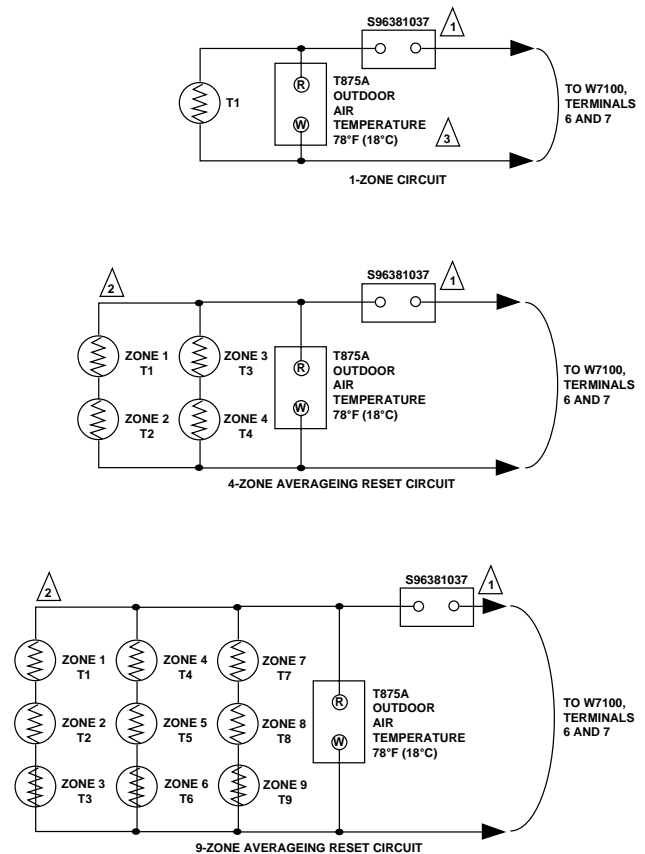 S96381037
1
T1
R
W
T875A
OUTDOOR
AIR
TEMPERATURE
78°F (18°C)
3
TO W7100,
TERMINALS
6 AND 7
1-ZONE CIRCUIT
2
S96381037
1
ZONE 1
T1
ZONE 3
T3
ZONE 2
T2
ZONE 4
T4
R
W
T875A
OUTDOOR
AIR
TEMPERATURE
78°F (18°C)
TO W7100,
TERMINALS
6 AND 7
4-ZONE AVERAGEING RESET CIRCUIT
2
S96381037
1
ZONE 1
T1
ZONE 4
T4
ZONE 7
T7
ZONE 2
T2
ZONE 5
T5
ZONE 8
T8
ZONE 3
T3
ZONE 6
T6
ZONE 9
T9
R
W
T875A
OUTDOOR
AIR
TEMPERATURE
78°F (18°C)
TO W7100,
TERMINALS
6 AND 7
9-ZONE AVERAGEING RESET CIRCUIT